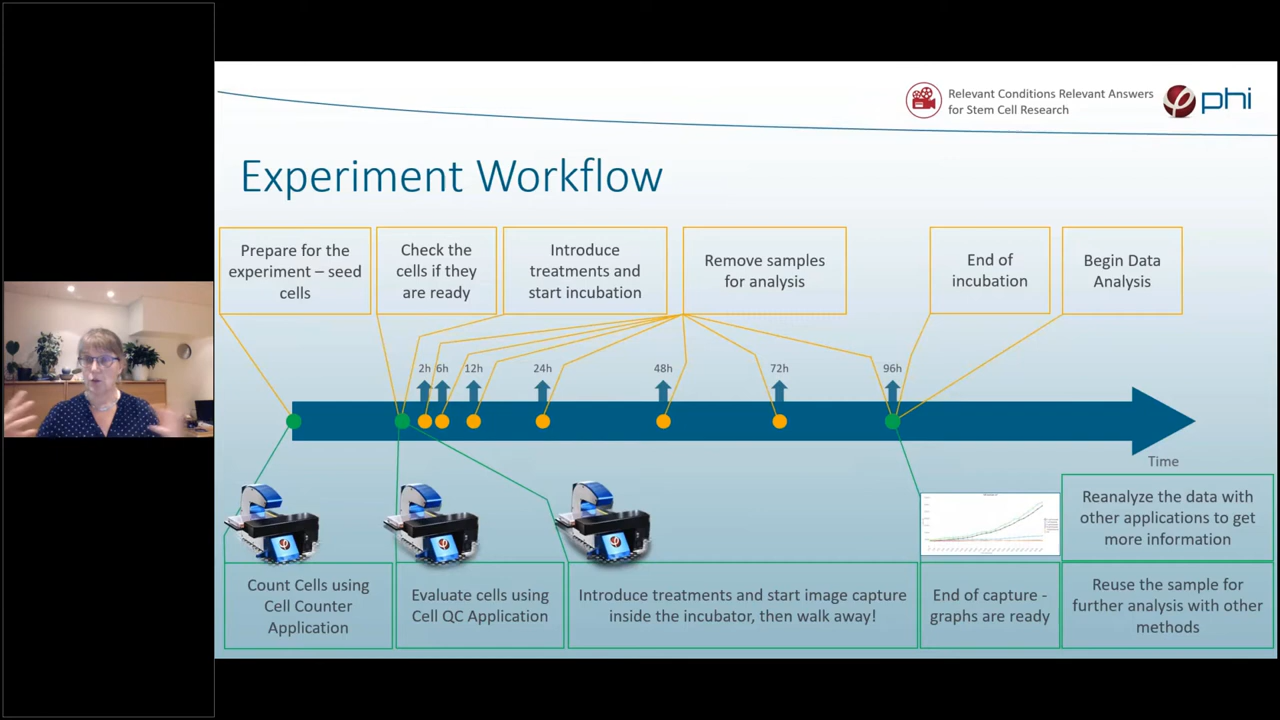 Relevant Conditions Relevant Answers
for Stem Cell Research
phi
Experiment Workflow
Prepare for the
experiment – seed
cells
Check the
cells if they
are ready
Introduce
treatments and
start incubation
Remove samples
for analysis
End of
incubation
Begin Data
Analysis
2h
6h
12h
24h
48h
72h
96h
Time
Count Cells using
Cell Counter
Application
Evaluate cells using
Cell QC Application
Introduce treatments and start image capture
inside the incubator, then walk away!
End of capture -
graphs are ready
Reanalyze the data with
other applications to get
more information
Reuse the sample for
further analysis with other
methods